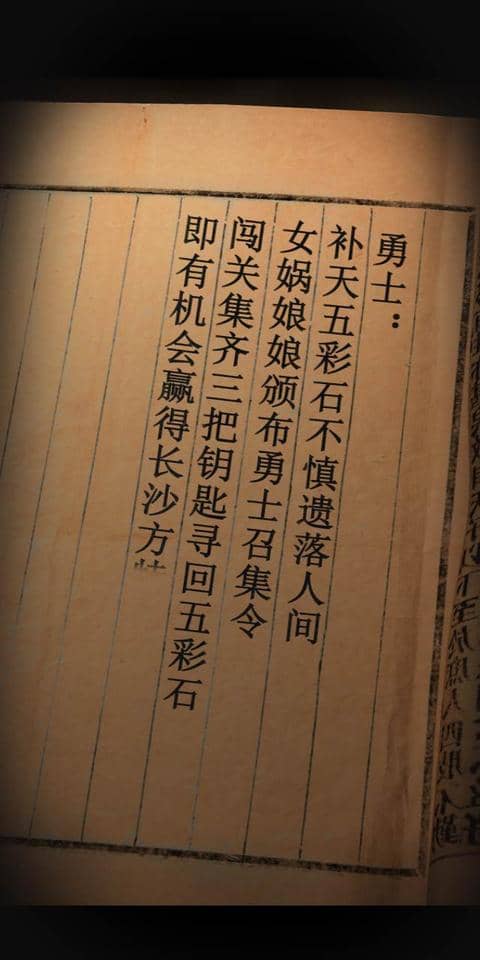 勇士：
补天五彩石不慎遗落人间
女娲娘娘颁布勇士召集令
闯关集齐三把钥匙寻回五彩石
即有机会赢得长沙方